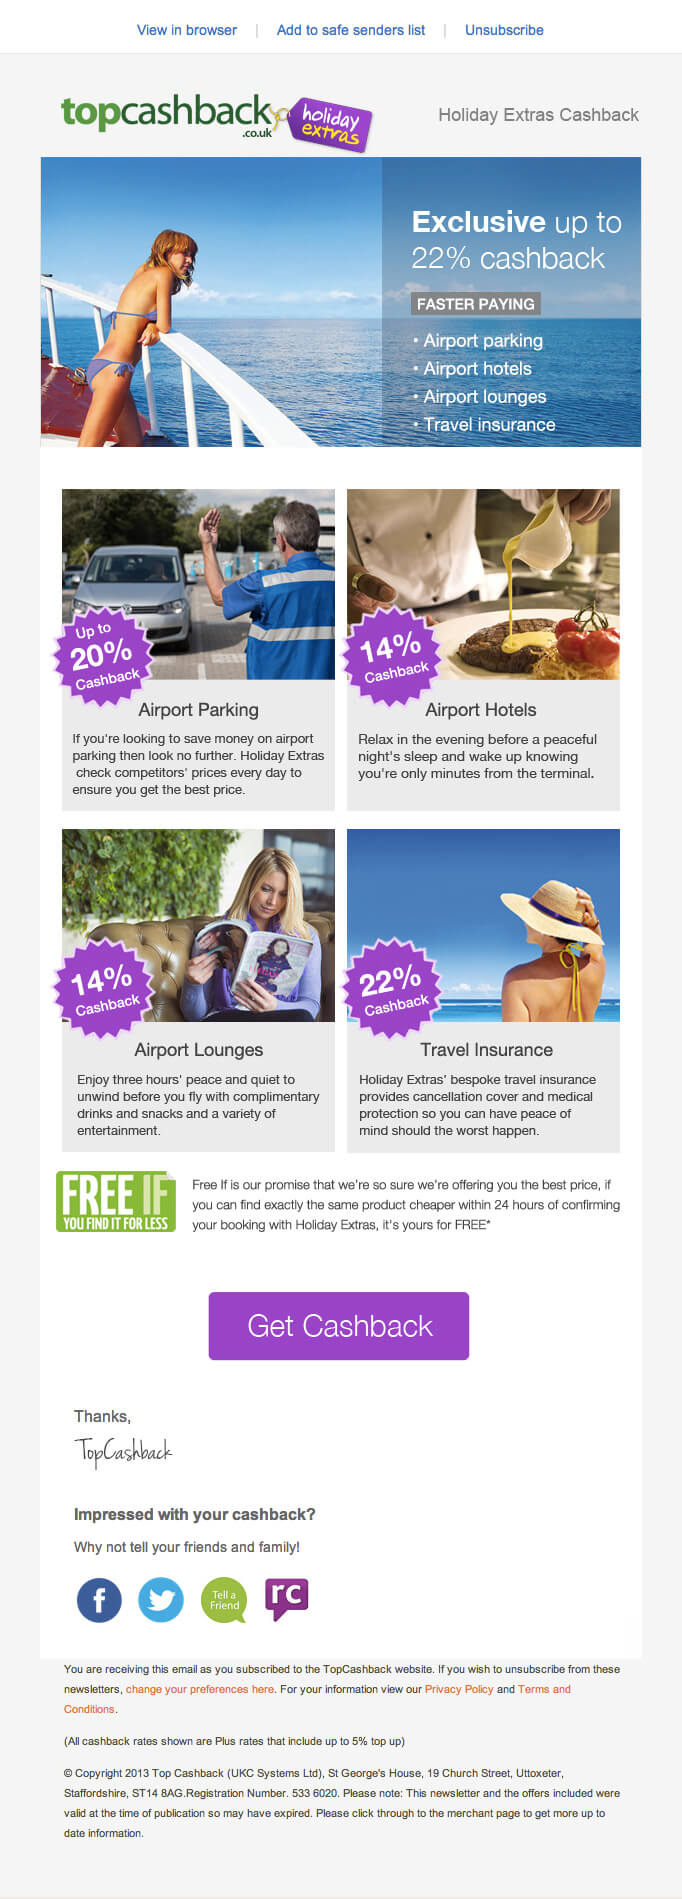 View in browser | Add to safe senders list | Unsubscribe
topcashback
.co.uk
holiday
extras
Holiday Extras Cashback
Exclusive up to
22% cashback
FASTER PAYING
• Airport parking
• Airport hotels
• Airport lounges
• Travel insurance
Up to
20%
Cashback
Airport Parking
If you're looking to save money on airport
parking then look no further. Holiday Extras
check competitors' prices every day to
ensure you get the best price.
14%
Cashback
Airport Hotels
Relax in the evening before a peaceful
night's sleep and wake up knowing
you're only minutes from the terminal.
14%
Cashback
Airport Lounges
Enjoy three hours' peace and quiet to
unwind before you fly with complimentary
drinks and snacks and a variety of
entertainment.
22%
Cashback
Travel Insurance
Holiday Extras' bespoke travel insurance
provides cancellation cover and medical
protection so you can have peace of
mind should the worst happen.
FREE IF
YOU FIND IT FOR LESS
Free If is our promise that we're so sure we're offering you the best price, if
you can find exactly the same product cheaper within 24 hours of confirming
your booking with Holiday Extras, it's yours for FREE*
Get Cashback
Thanks,
TopCashback
Impressed with your cashback?
Why not tell your friends and family!
f
Tell a
Friend
rc
You are receiving this email as you subscribed to the TopCashback website. If you wish to unsubscribe from these
newsletters, change your preferences here. For your information view our Privacy Policy and Terms and
Conditions.
(All cashback rates shown are Plus rates that include up to 5% top up)
© Copyright 2013 Top Cashback (UKC Systems Ltd), St George's House, 19 Church Street, Uttoxeter,
Staffordshire, ST14 8AG.Registration Number. 533 6020. Please note: This newsletter and the offers included were
valid at the time of publication so may have expired. Please click through to the merchant page to get more up to
date information.